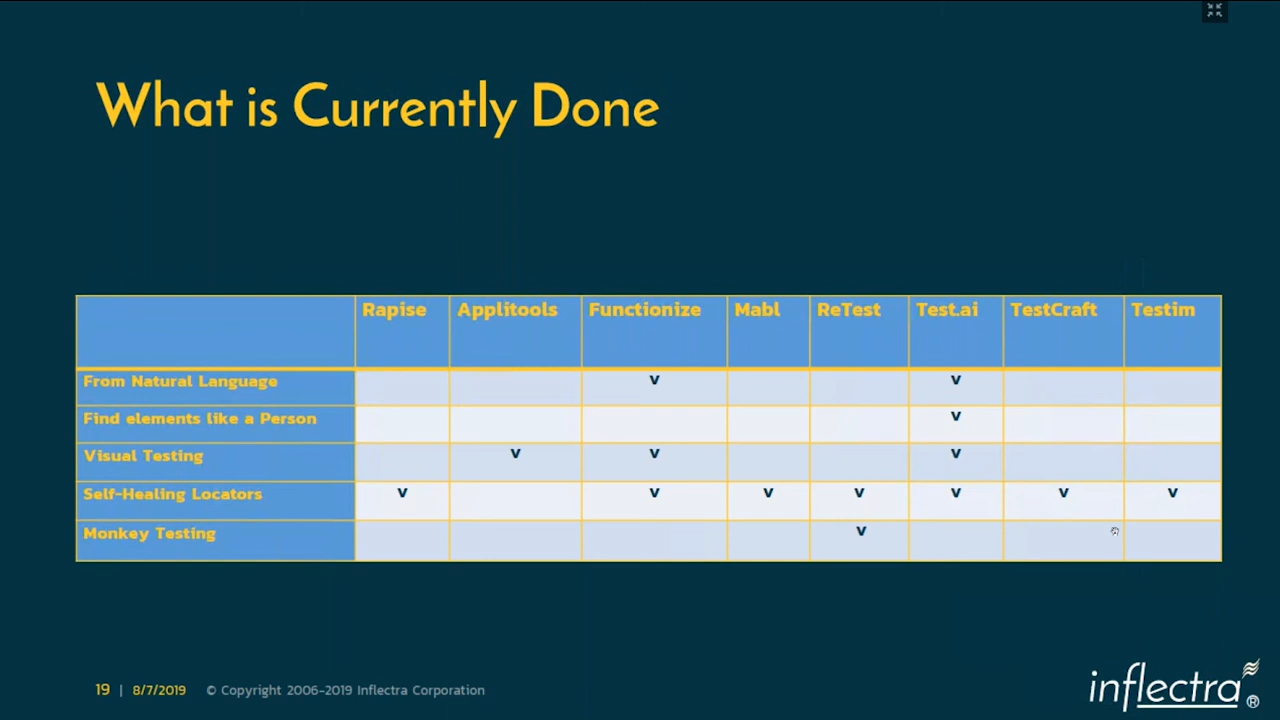 What is Currently Done
Rapise Applitools Functionize Mabl ReTest Test.ai TestCraft Testim
From Natural Language v v
Find elements like a Person v
Visual Testing v v v
Self-Healing Locators v v v v v v v
Monkey Testing v
19 | 8/7/2019 © Copyright 2006-2019 Inflectra Corporation
inflectra®